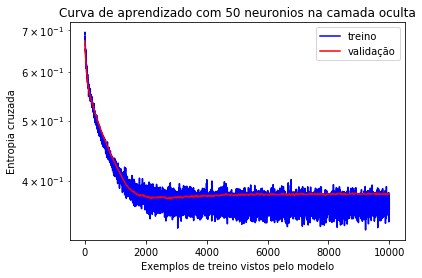 Curva de aprendizado com 50 neuronios na camada oculta
treino
validação
Entropia cruzada
7 × 10⁻¹
6 × 10⁻¹
5 × 10⁻¹
4 × 10⁻¹
0 2000 4000 6000 8000 10000
Exemplos de treino vistos pelo modelo